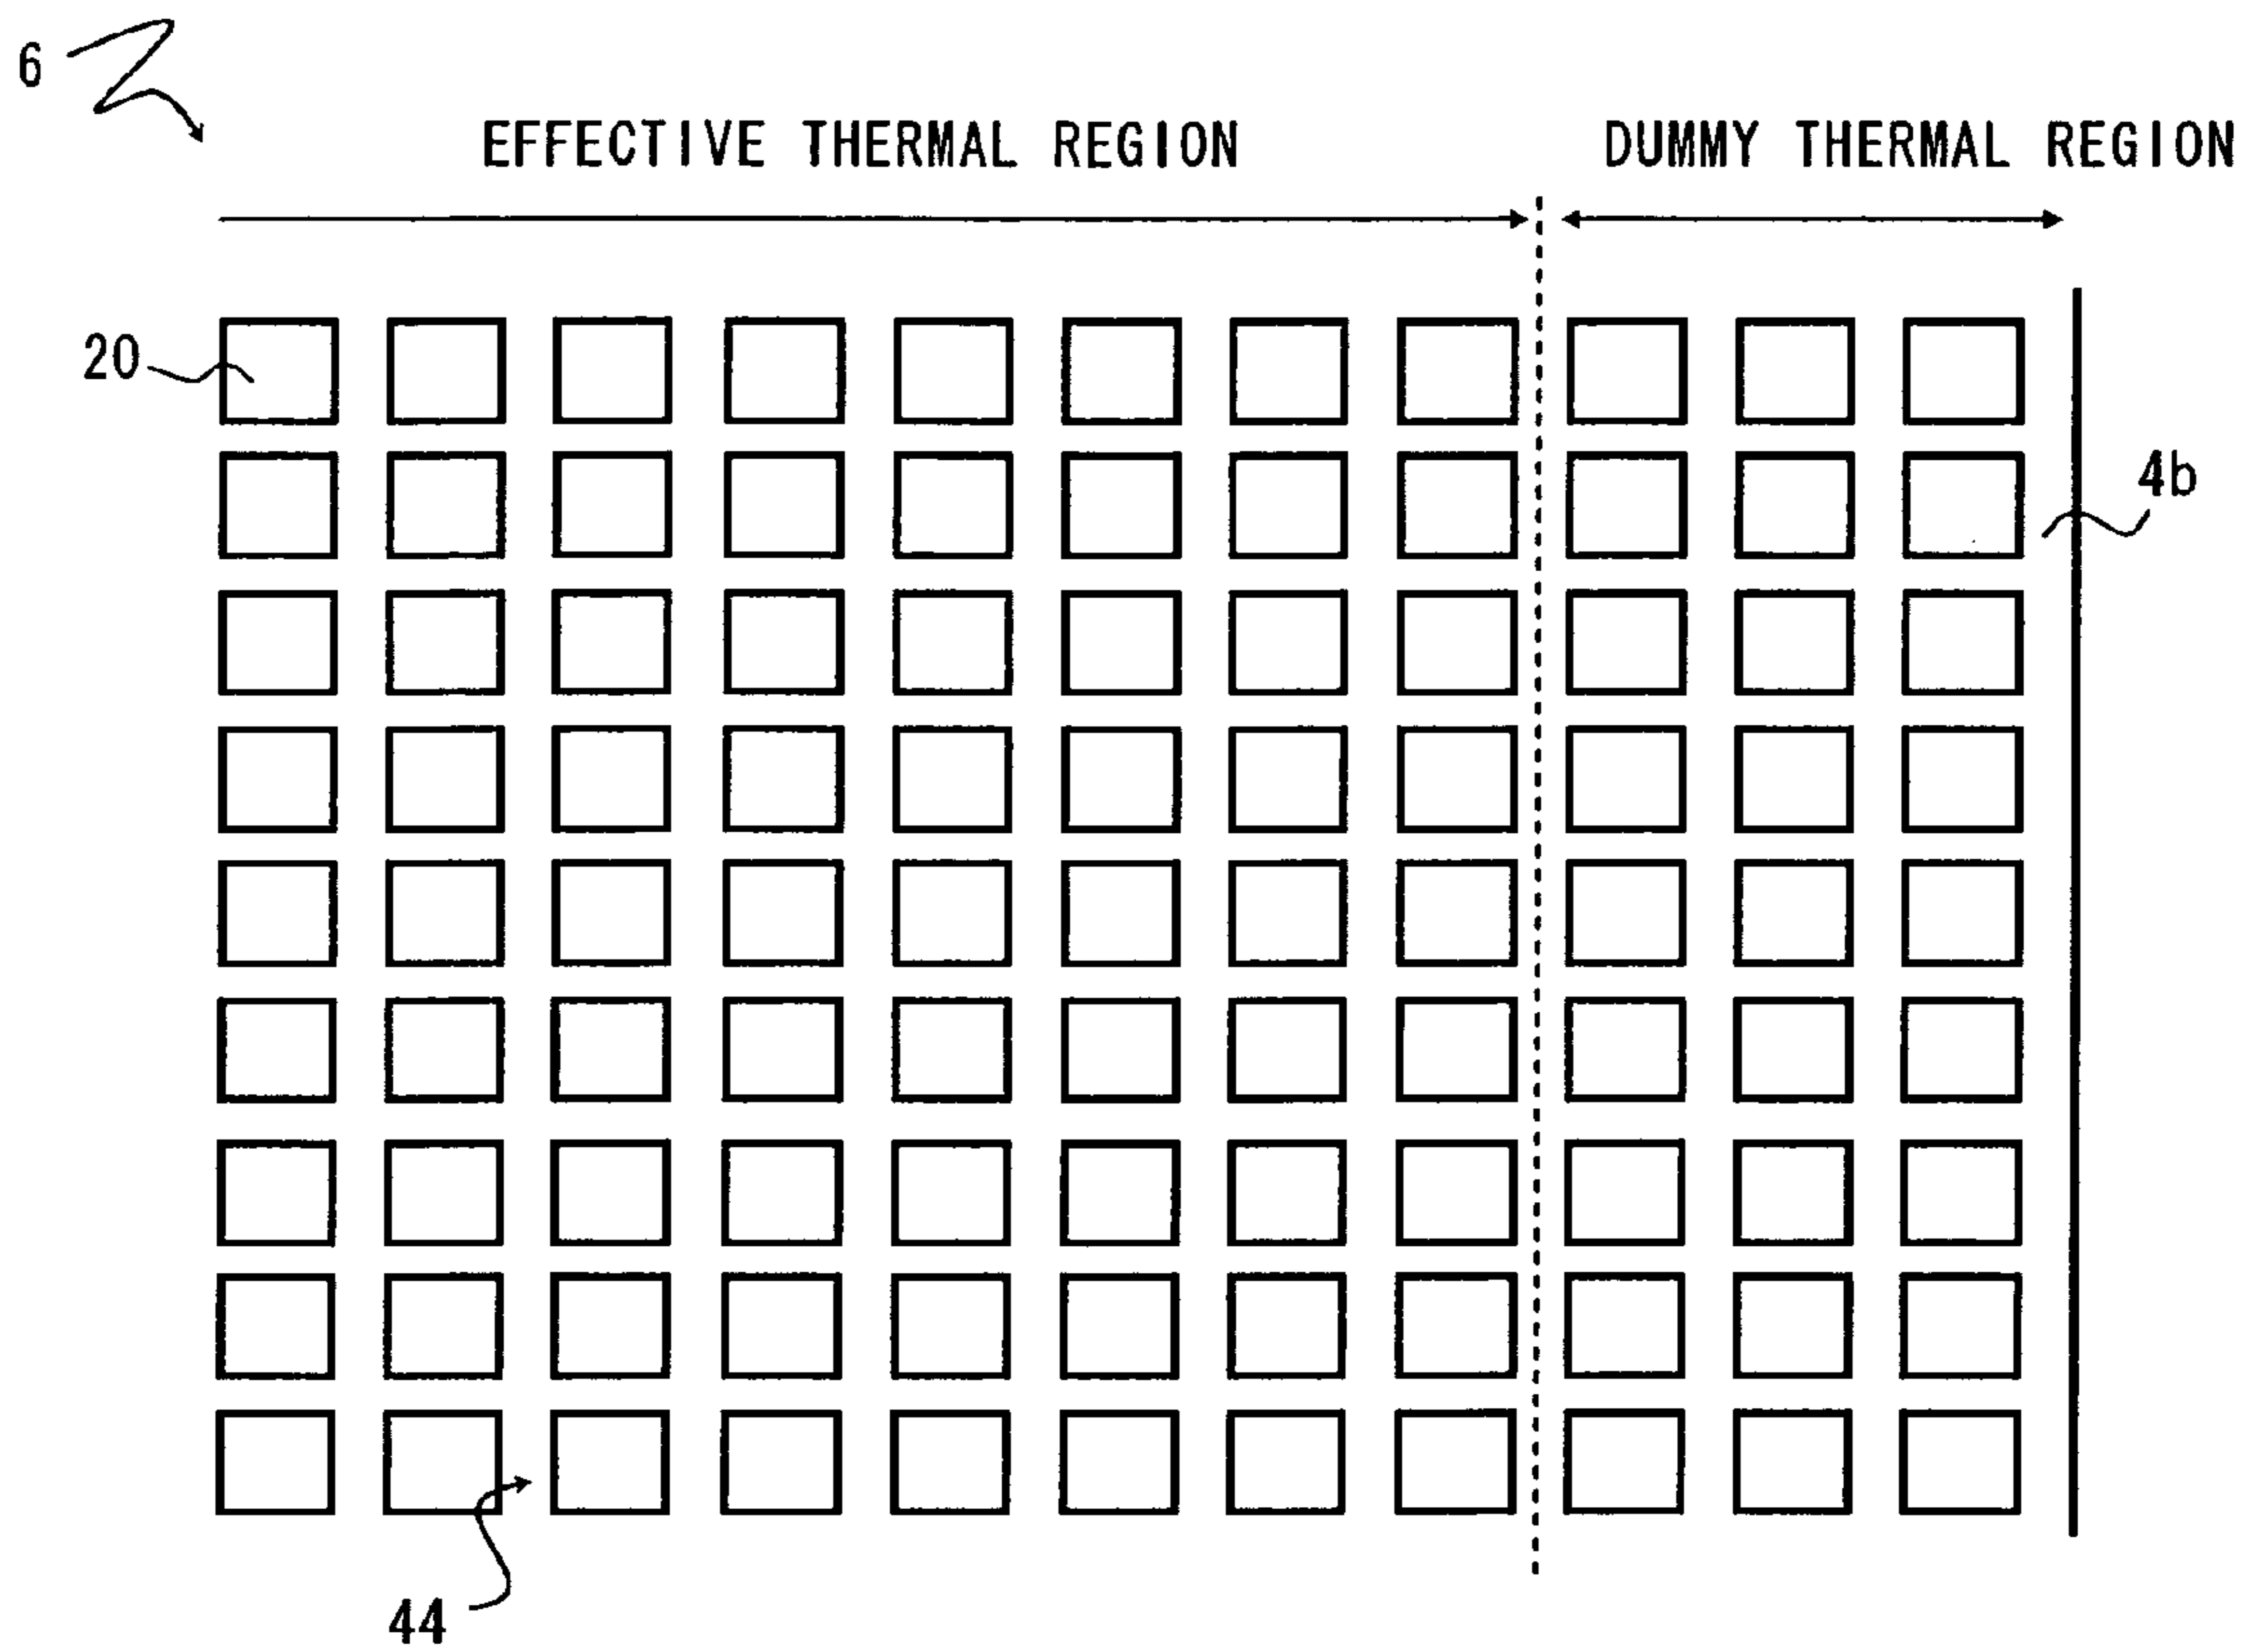 6
EFFECTIVE THERMAL REGION
DUMMY THERMAL REGION
20
4b
44